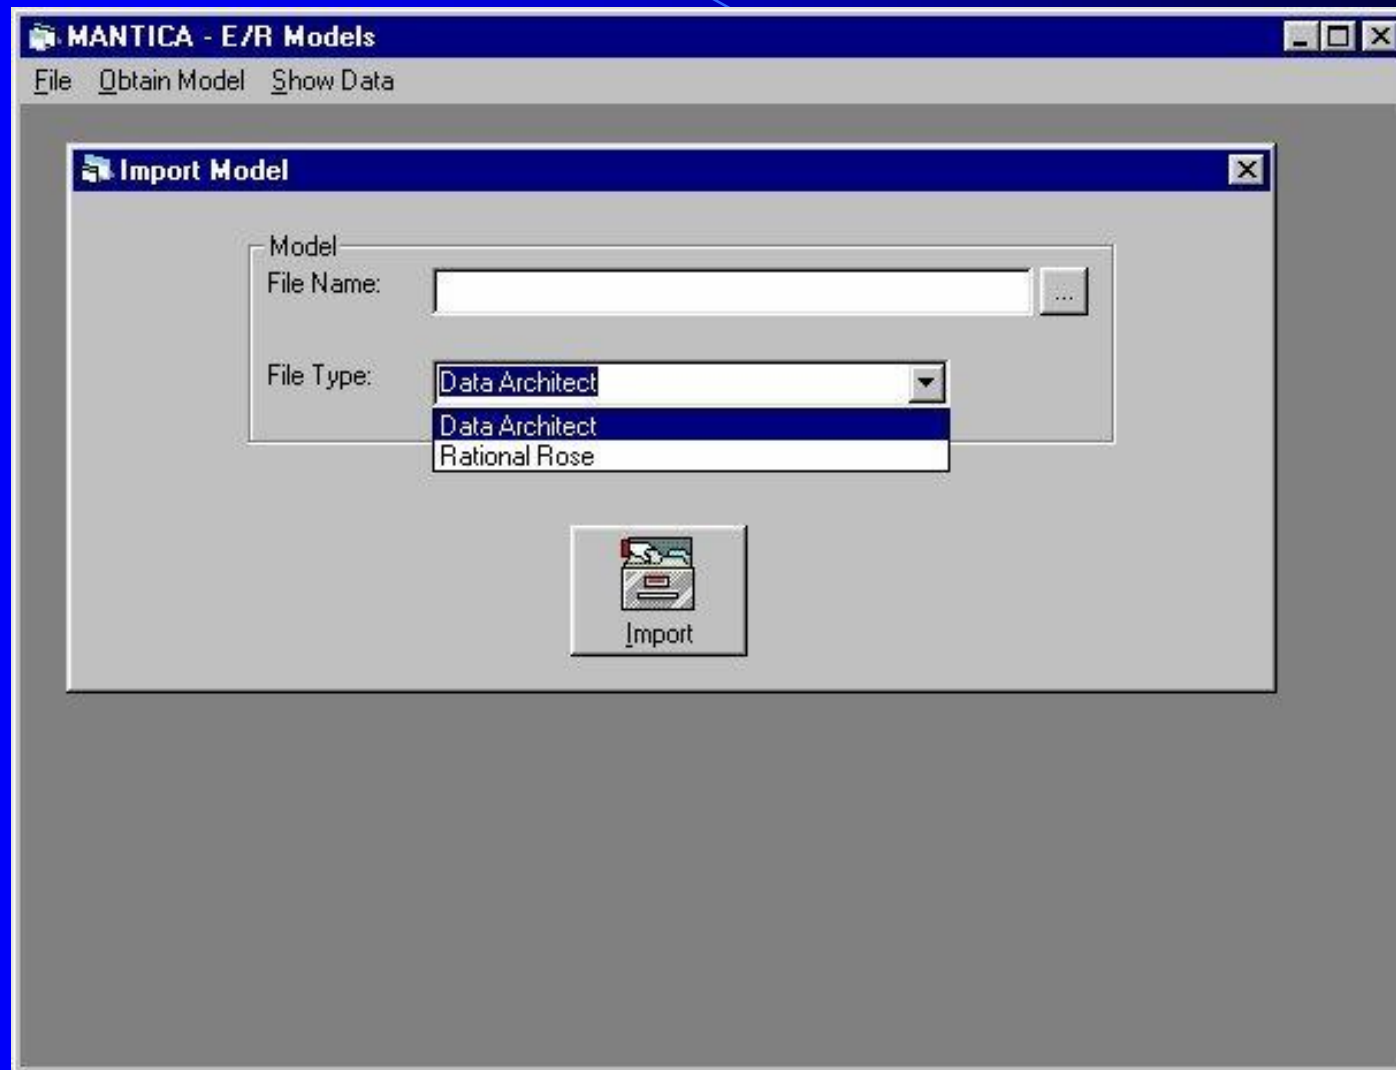 MANTICA - E/R Models
File Obtain Model Show Data
Import Model
Model
File Name:
...
File Type:
Data Architect
Data Architect
Rational Rose
Import